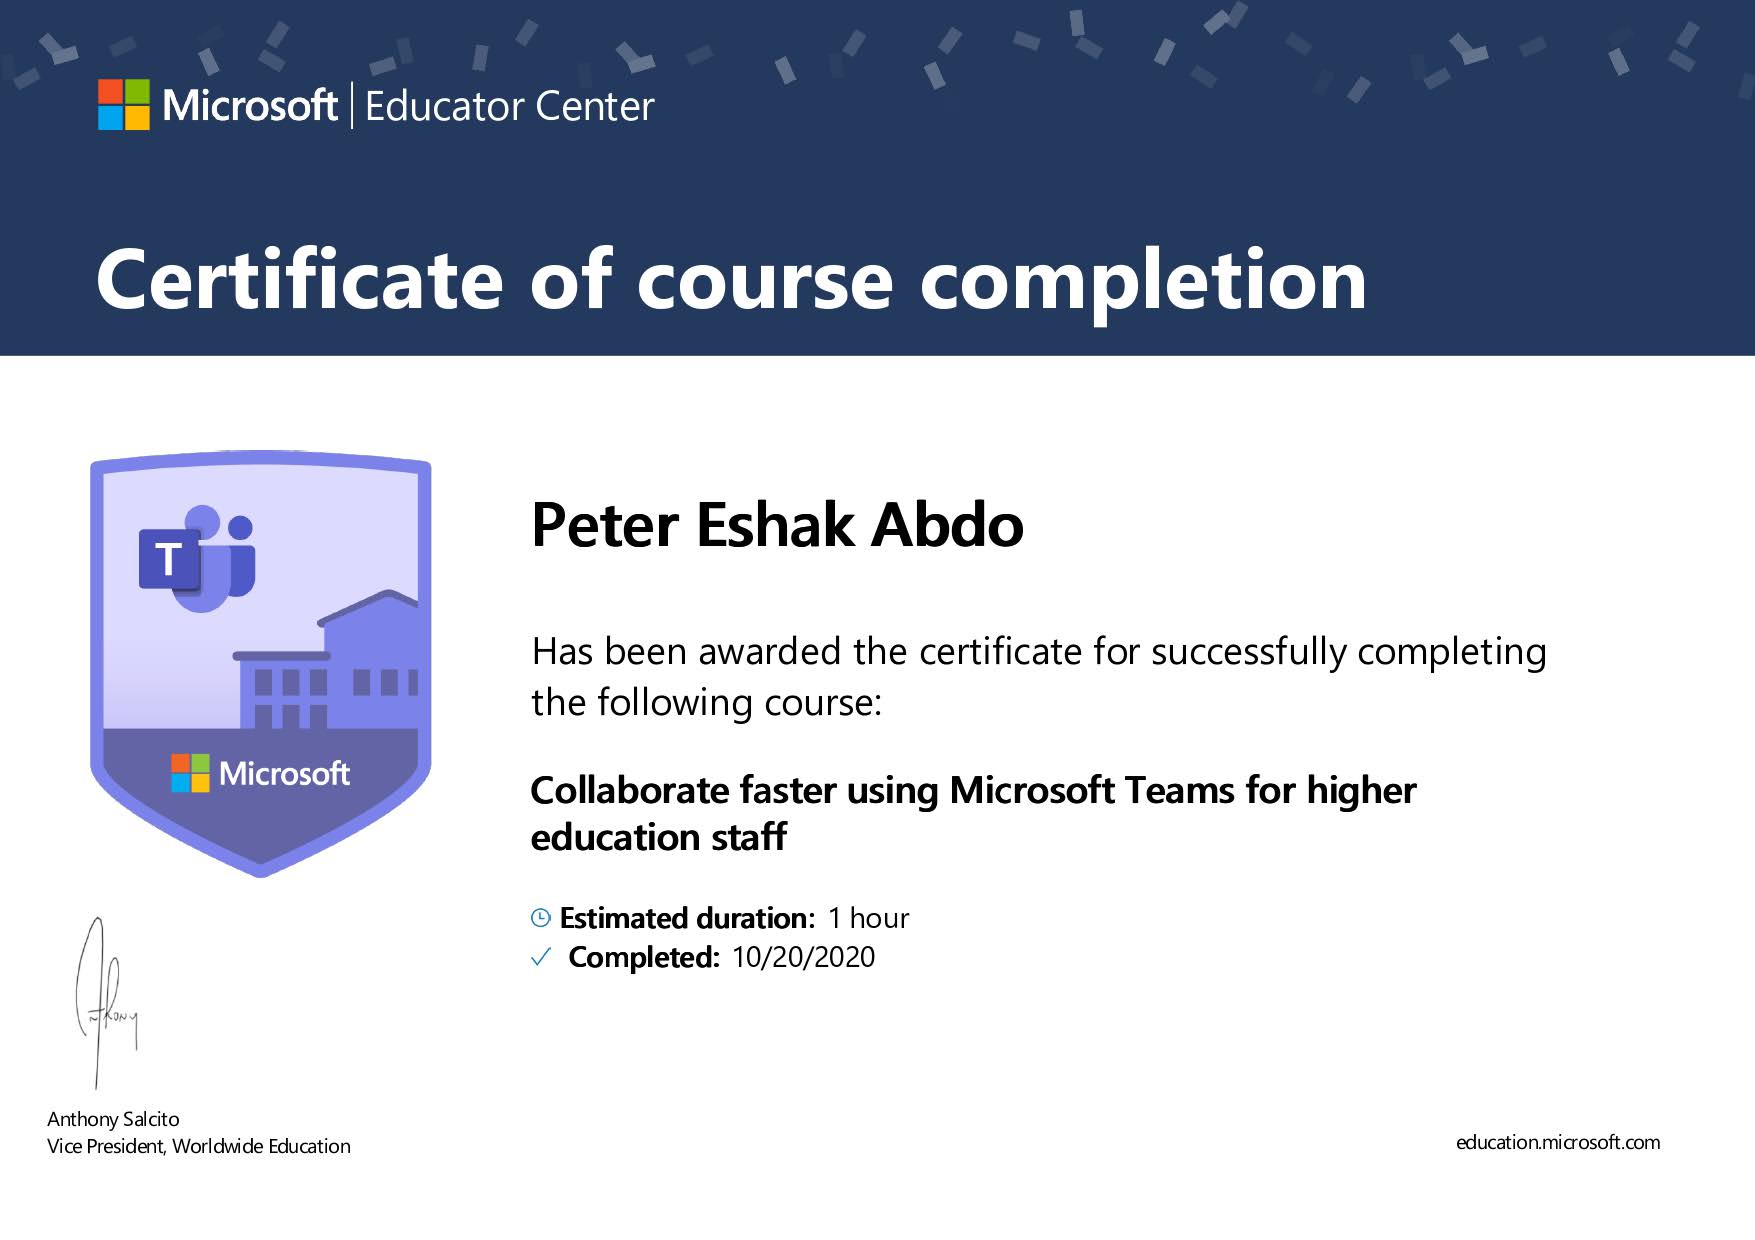 Microsoft | Educator Center
Certificate of course completion
T
Microsoft
Peter Eshak Abdo
Has been awarded the certificate for successfully completing
the following course:
Collaborate faster using Microsoft Teams for higher
education staff
Estimated duration: 1 hour
Completed: 10/20/2020
Anthony
Anthony Salcito
Vice President, Worldwide Education
education.microsoft.com